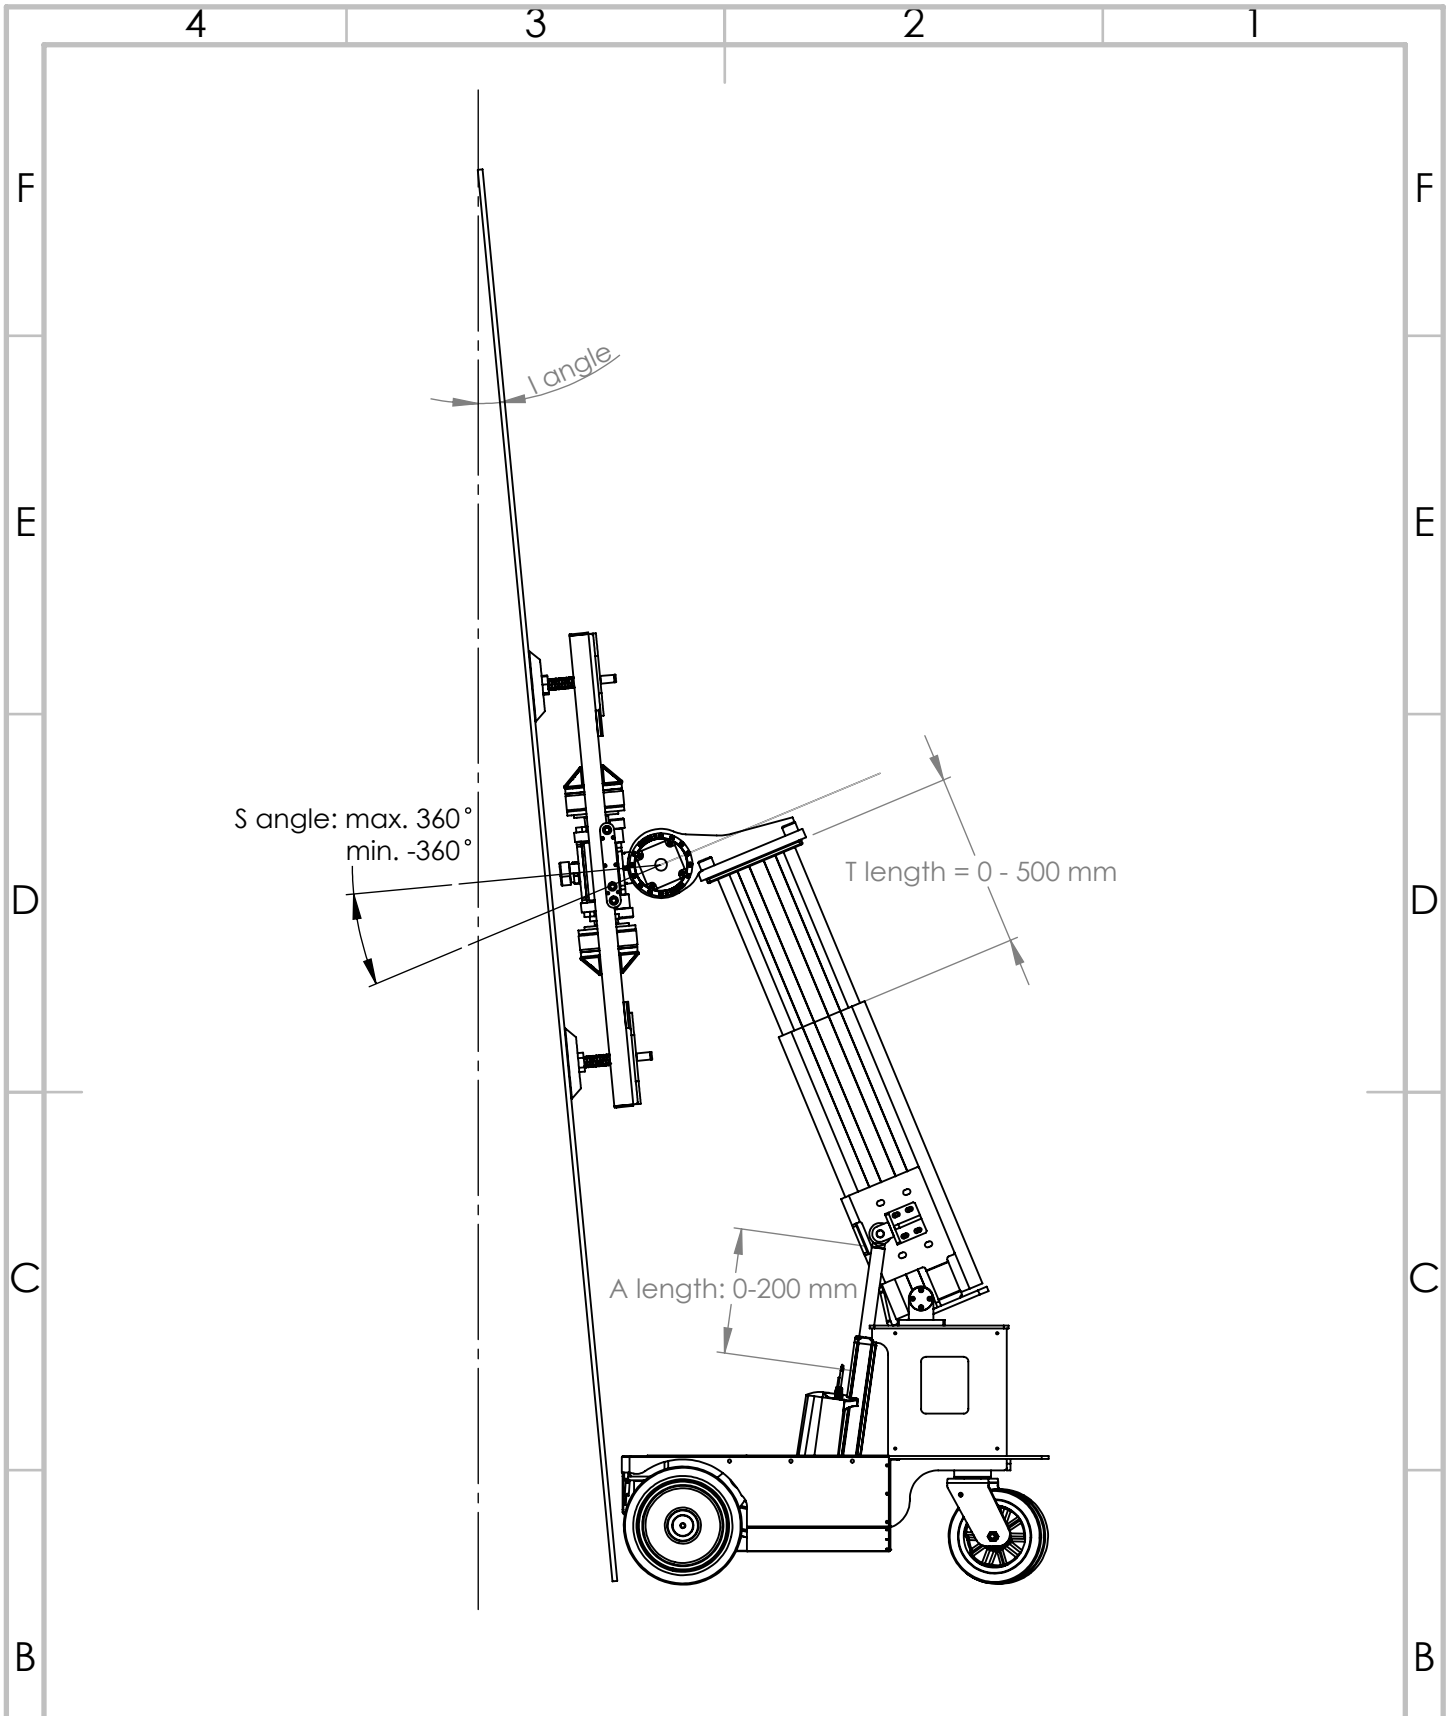 4 3 2 1
F F
I angle
E E
S angle: max. 360°
min. -360°
T length = 0 - 500 mm
D D
A length: 0-200 mm
C C
B B